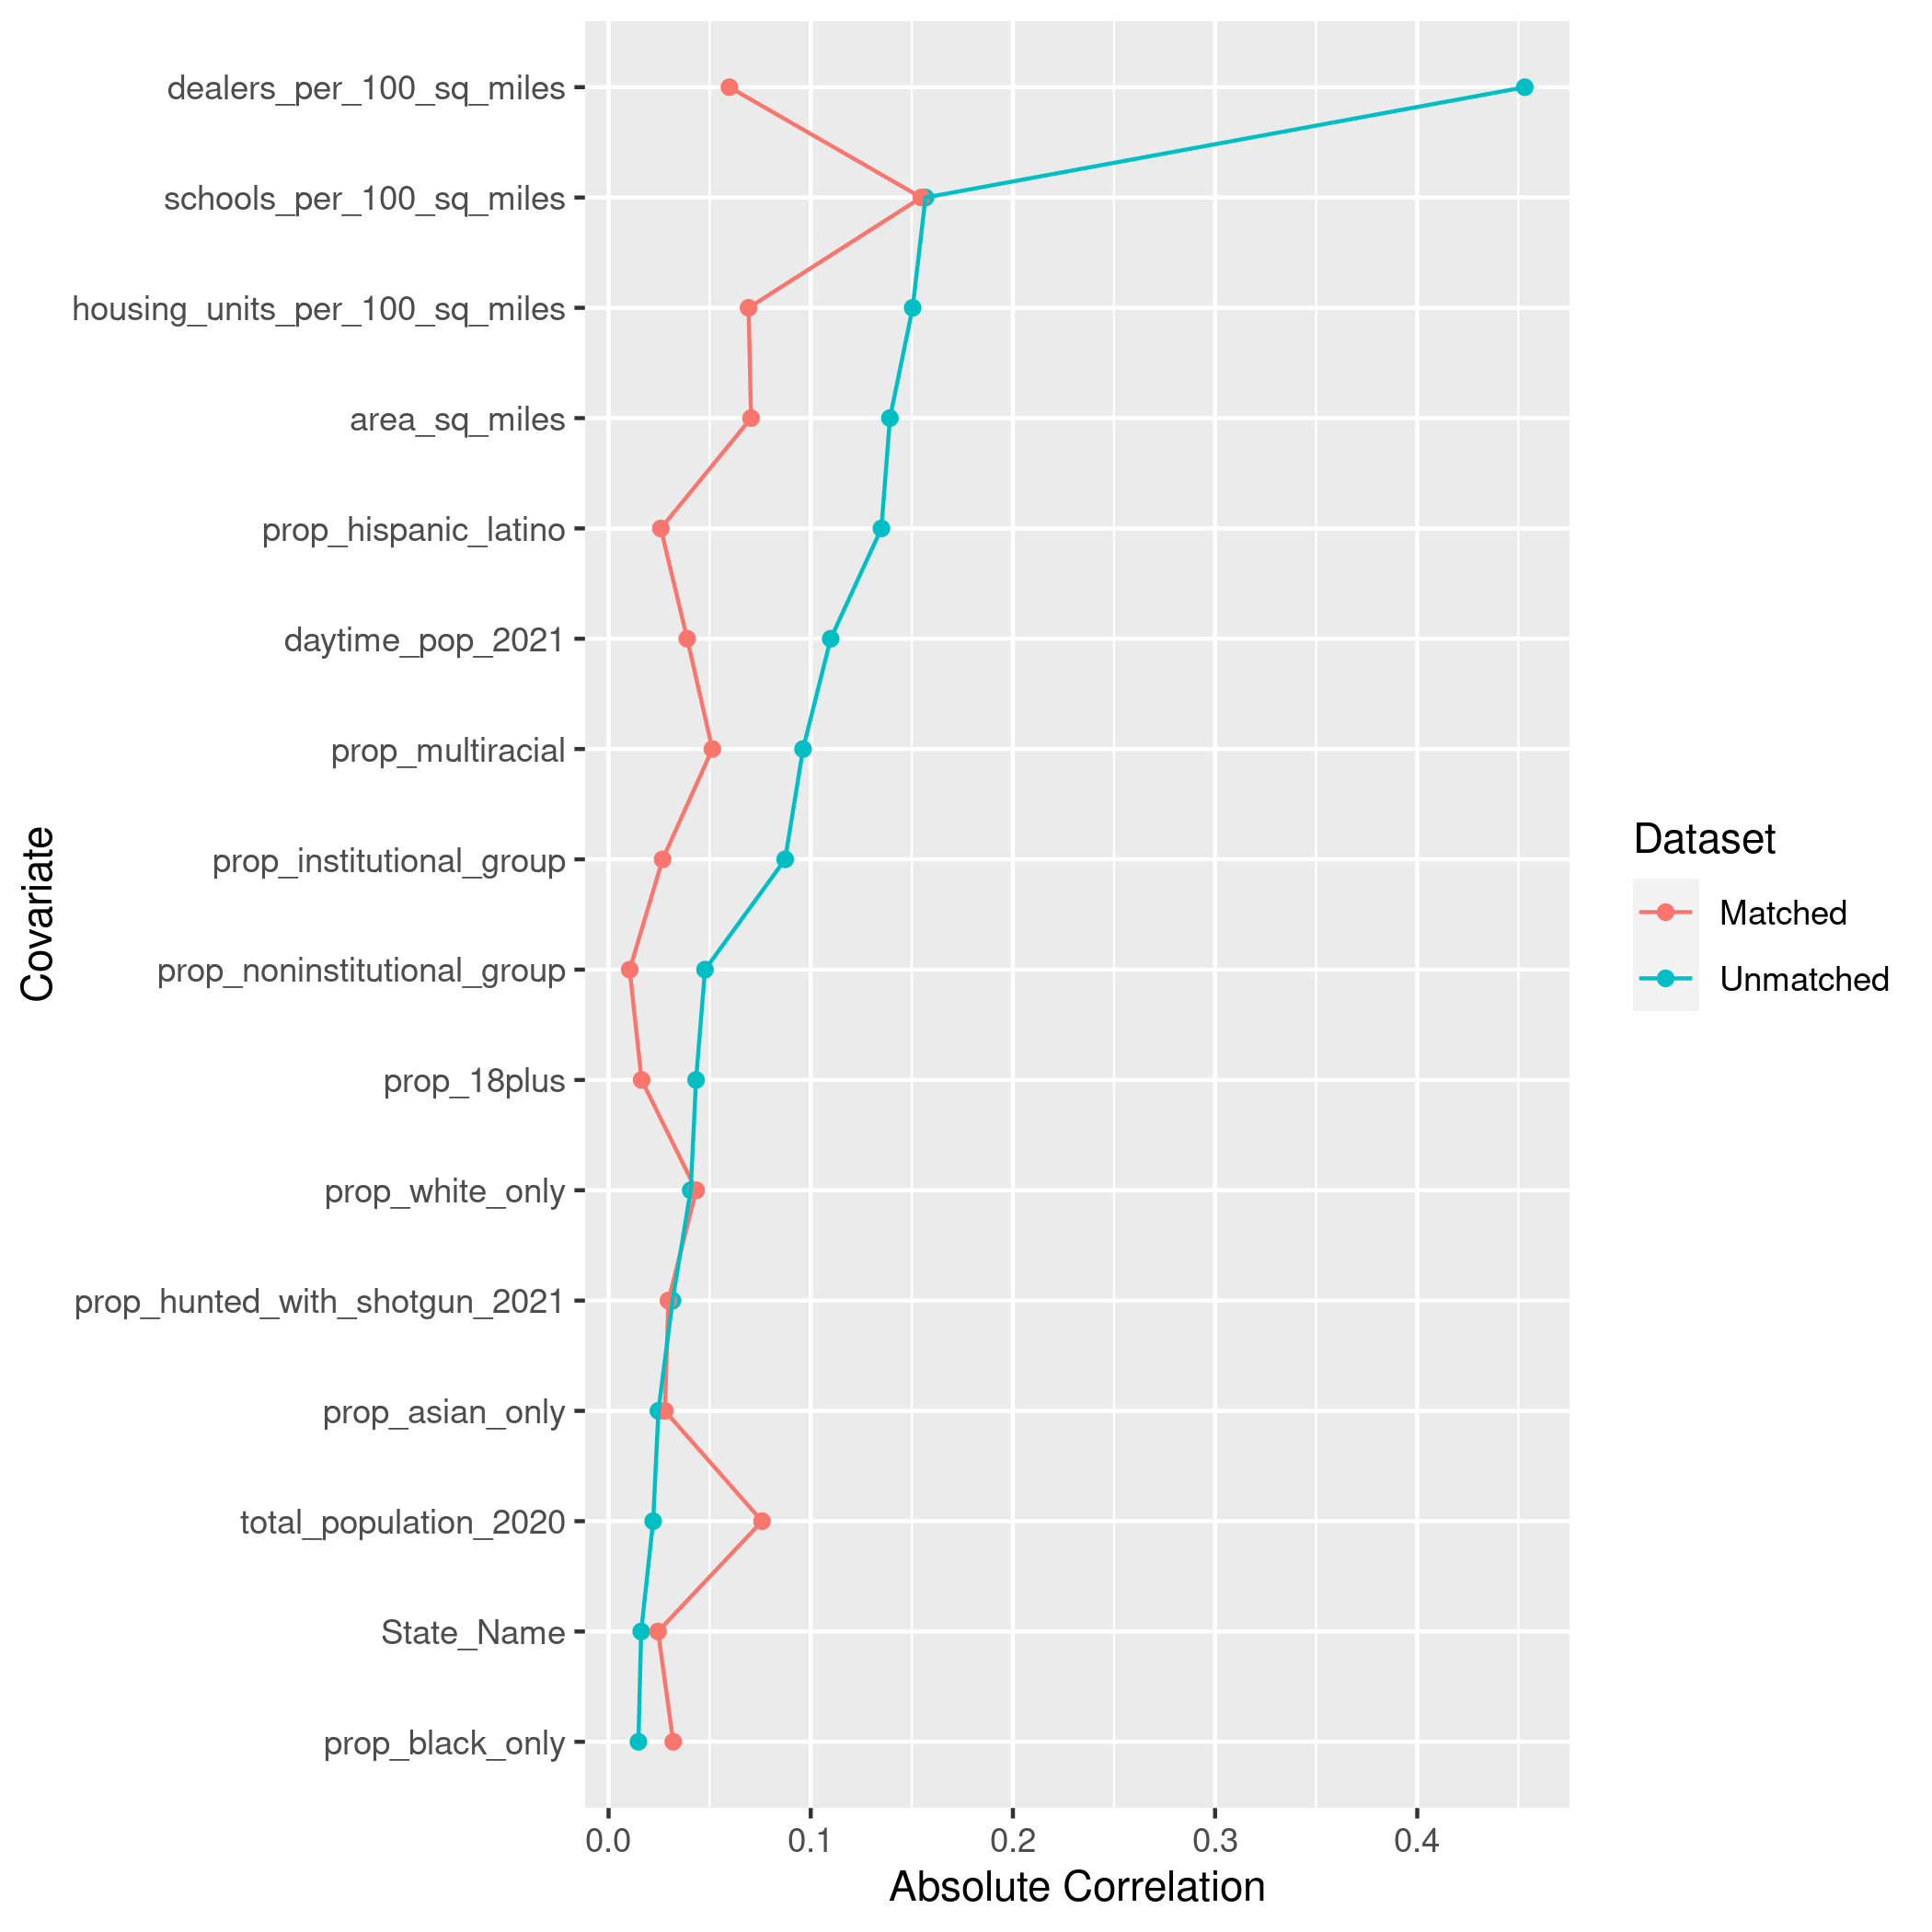 dealers_per_100_sq_miles
schools_per_100_sq_miles
housing_units_per_100_sq_miles
area_sq_miles
prop_hispanic_latino
daytime_pop_2021
prop_multiracial
prop_institutional_group
prop_noninstitutional_group
prop_18plus
prop_white_only
prop_hunted_with_shotgun_2021
prop_asian_only
total_population_2020
State_Name
prop_black_only
Covariate
0.0 0.1 0.2 0.3 0.4
Absolute Correlation
Dataset
Matched
Unmatched